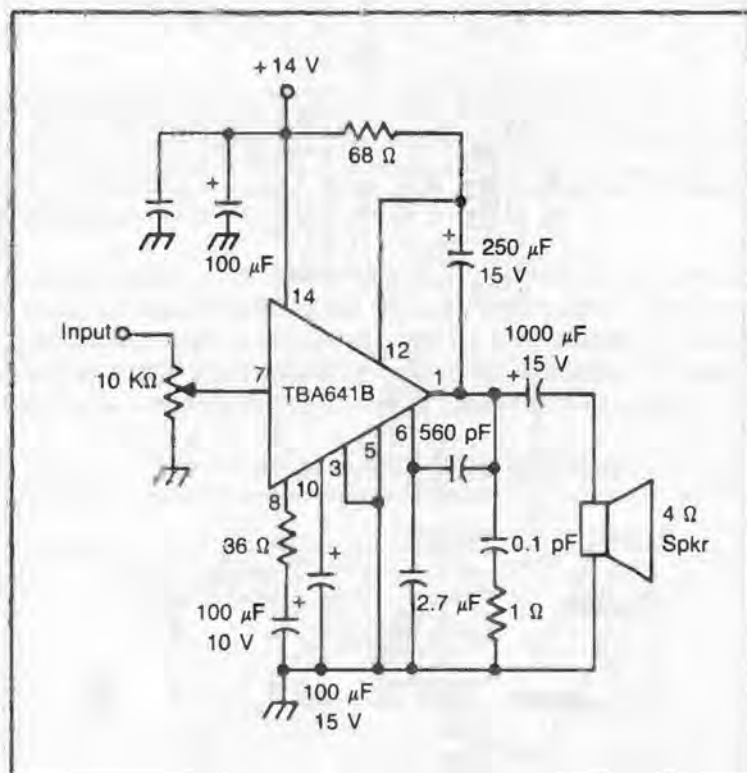 +14 V
68 Ω
+
100 μF
+
250 μF
15 V
14
Input
1000 μF
15 V
+
12
10 KΩ
7
TBA641B
1
6
560 pF
5
3
10
8
36 Ω
+
4 Ω
Spkr
0.1 pF
100 μF
10 V
+
2.7 μF
1 Ω
100 μF
15 V